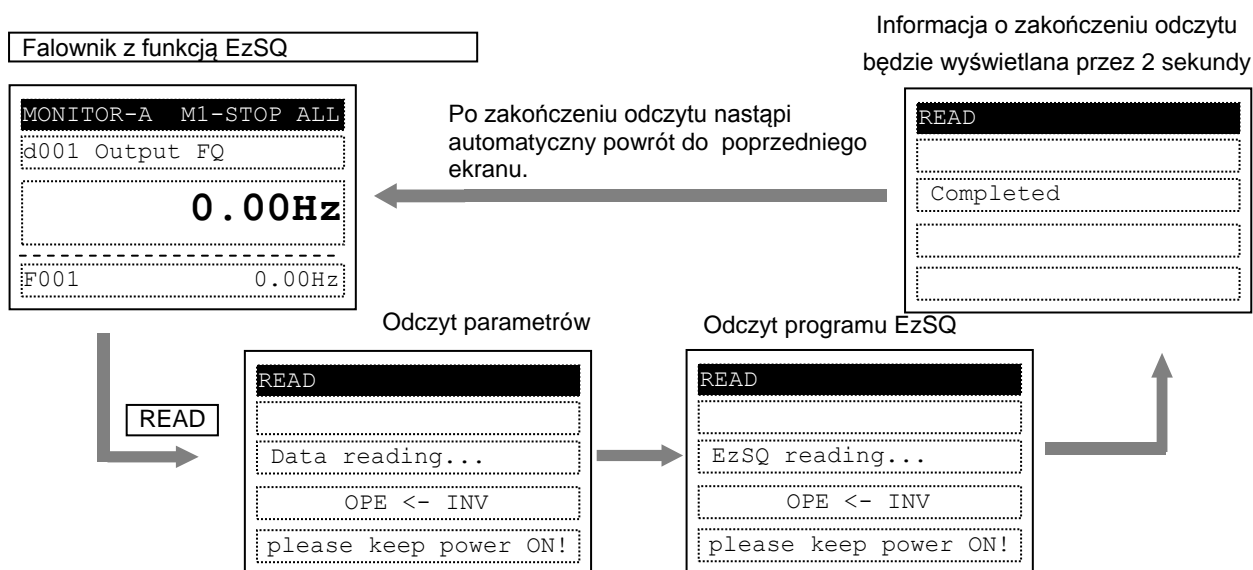 Falownik z funkcją EzSQ
Informacja o zakończeniu odczytu
będzie wyświetlana przez 2 sekundy
MONITOR-A M1-STOP ALL
d001 Output FQ
0.00Hz
F001 0.00Hz
Po zakończeniu odczytu nastąpi
automatyczny powrót do poprzedniego
ekranu.
READ
Completed
READ
Odczyt parametrów
READ
Data reading...
OPE <- INV
please keep power ON!
Odczyt programu EzSQ
READ
EzSQ reading...
OPE <- INV
please keep power ON!